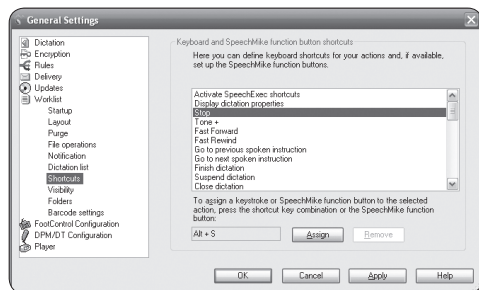 General Settings
Dictation
Encryption
Rules
Delivery
Updates
Worklist
Startup
Layout
Purge
File operations
Notification
Dictation list
Shortcuts
Visibility
Folders
Barcode settings
FootControl Configuration
DPM/DT Configuration
Player
Keyboard and SpeechMike function button shortcuts
Here you can define keyboard shortcuts for your actions and, if available,
set up the SpeechMike function buttons.
Activate SpeechExec shortcuts
Display dictation properties
Stop
Tone +
Fast Forward
Fast Rewind
Go to previous spoken instruction
Go to next spoken instruction
Finish dictation
Suspend dictation
Close dictation
To assign a keystroke or SpeechMike function button to the selected
action, press the shortcut key combination or the SpeechMike function
button:
Alt + S
Assign
Remove
OK
Cancel
Apply
Help